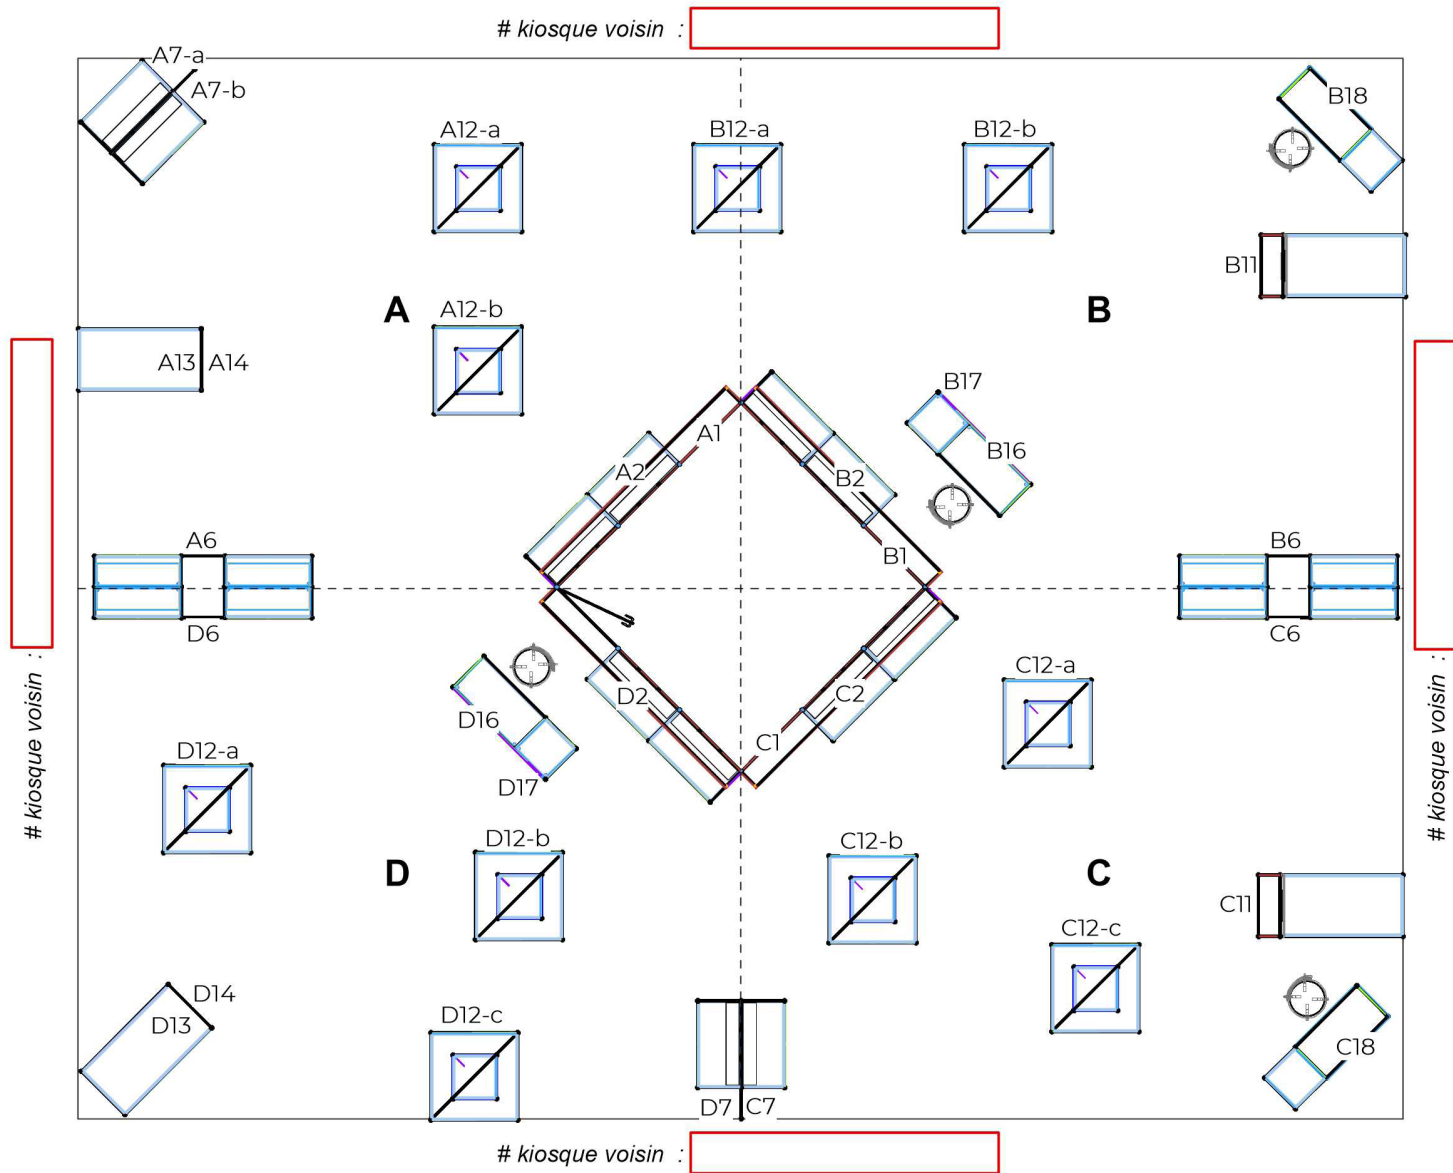 # kiosque voisin :
A7-a
A7-b
A12-a
B12-a
B12-b
B18
B11
A
A12-b
B
A13
A14
B17
A1
B16
A2
B2
B1
A6
B6
D6
C6
# kiosque voisin :
# kiosque voisin :
C12-a
D2
C2
D16
C1
D12-a
D17
D12-b
C12-b
D
C
C11
C12-c
D14
D13
D12-c
C18
D7
C7
# kiosque voisin :